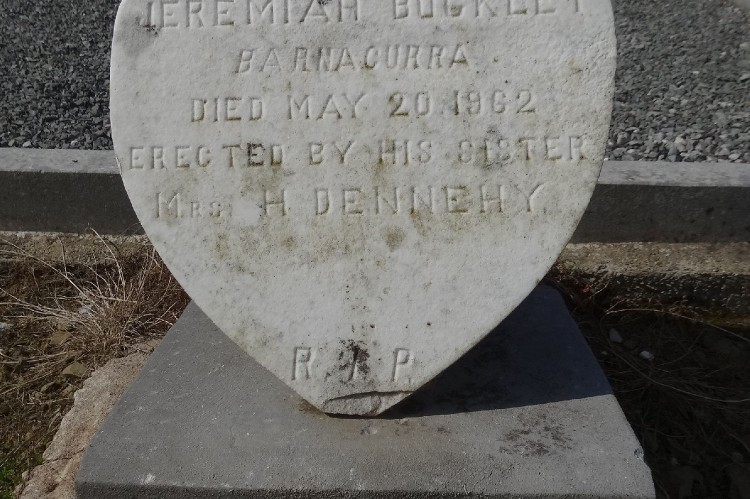 JEREMIAH BUCKLEY
BARNACURRA
DIED MAY 20. 1962
ERECTED BY HIS SISTER
MRS H DENNEHY.
R I P